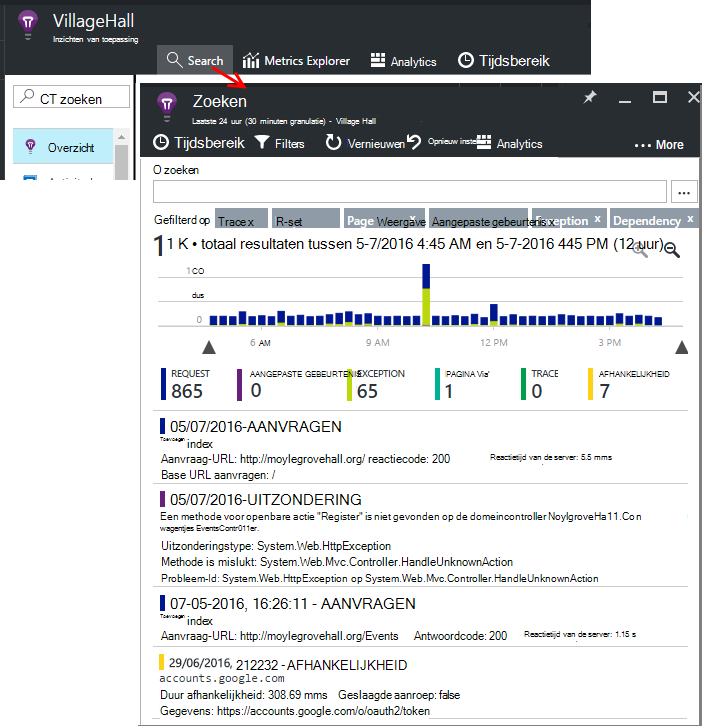 VillageHall
Inzichten van toepassing
Search Metrics Explorer Analytics Tijdsbereik
CT zoeken
Overzicht
Zoeken
Laatste 24 uur (30 minuten granulatie) - Village Hall
Tijdsbereik Filters Vernieuwen Opnieuw Analytics ••• More
O zoeken
...
Gefilterd op Trace x R-set Page Weergave Aangepaste gebeurtenis x Exception x Dependency x
11 K • totaal resultaten tussen 5-7/2016 4:45 AM en 5-7-2016 445 PM (12 uur)
1 CO
dus
0
6 AM 9 AM 12 PM 3 PM
REQUEST AANGEPASTE GEBEURTENIS EXCEPTION PAGINA Via' TRACE AFHANKELIJKHEID
865 0 65 1 0 7
05/07/2016-AANVRAGEN
Toevoegen
index
Aanvraag-URL: http://moylegrovehall.org/ reactiecode: 200 Reactietijd van de server: 5.5 mms
Base URL aanvragen: /
05/07/2016-UITZONDERING
Een methode voor openbare actie "Register" is niet gevonden op de domeincontroller NoylgroveHa11.Con
wagentjes EventsContr011er.
Uitzonderingstype: System.Web.HttpException
Methode is mislukt: System.Web.Mvc.Controller.HandleUnknownAction
Probleem-Id: System.Web.HttpException op System.Web.Mvc.Controller.HandleUnknownAction
07-05-2016, 16:26:11 - AANVRAGEN
Toevoegen
index
Aanvraag-URL: http://moylegrovehall.org/Events Antwoordcode: 200 Reactietijd van de server: 1.15 s
29/06/2016, 212232 - AFHANKELIJKHEID
accounts.google.com
Duur afhankelijkheid: 308.69 mms Geslaagde aanroep: false
Gegevens: https://accounts.google.com/o/oauth2/token